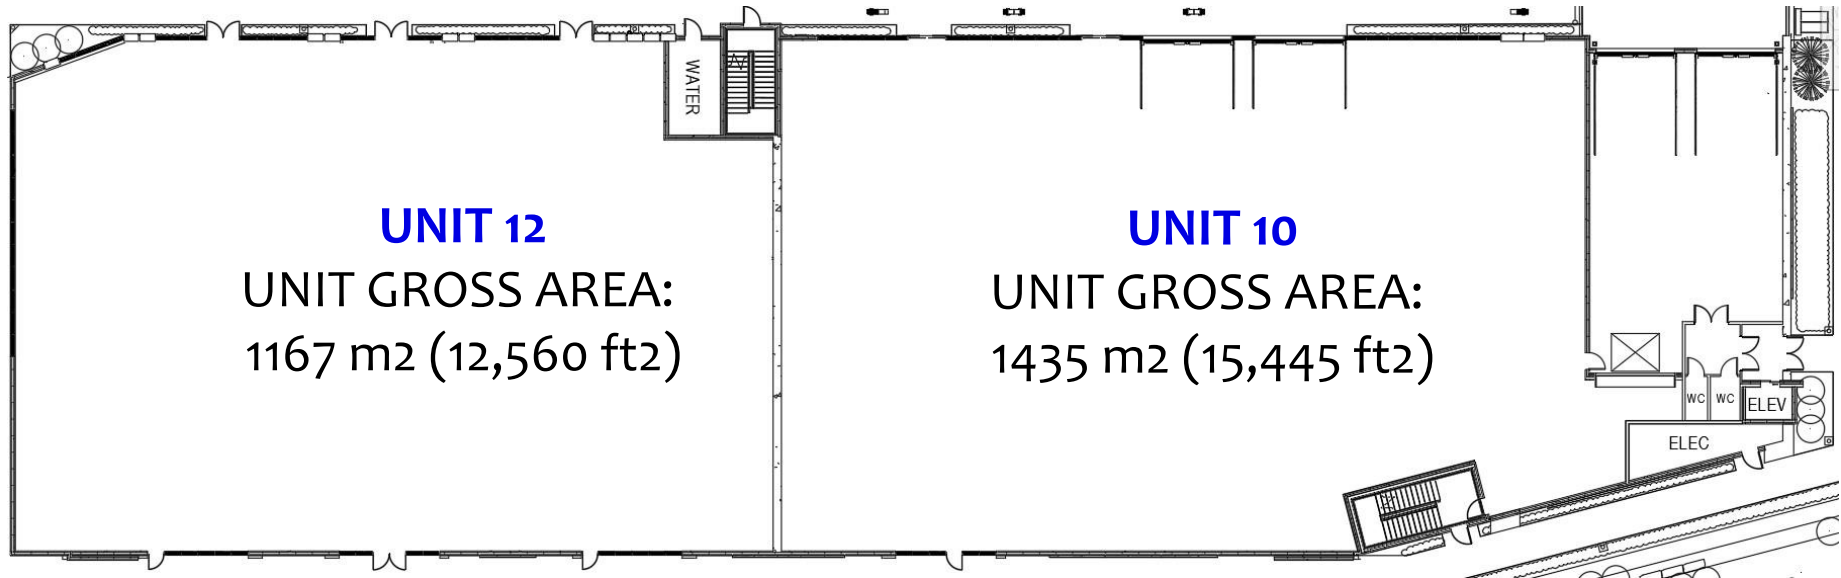 WATER
UNIT 12
UNIT GROSS AREA:
1167 m2 (12,560 ft2)
UNIT 10
UNIT GROSS AREA:
1435 m2 (15,445 ft2)
WC
WC
ELEV
ELEC